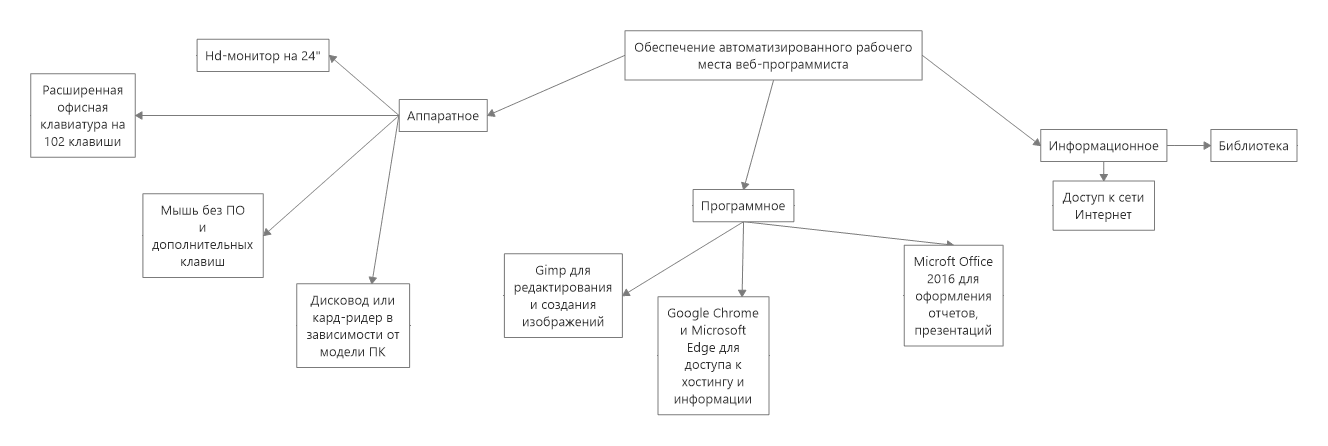 Обеспечение автоматизированного рабочего
места веб-программиста
Hd-монитор на 24"
Расширенная
офисная
клавиатура на
102 клавиши
Аппаратное
Мышь без ПО
и
дополнительных
клавиш
Дисковод или
кард-ридер в
зависимости от
модели ПК
Программное
Gimp для
редактирования
и создания
изображений
Google Chrome
и Microsoft
Edge для
доступа к
хостингу и
информации
Microft Office
2016 для
оформления
отчетов,
презентаций
Информационное
Библиотека
Доступ к сети
Интернет